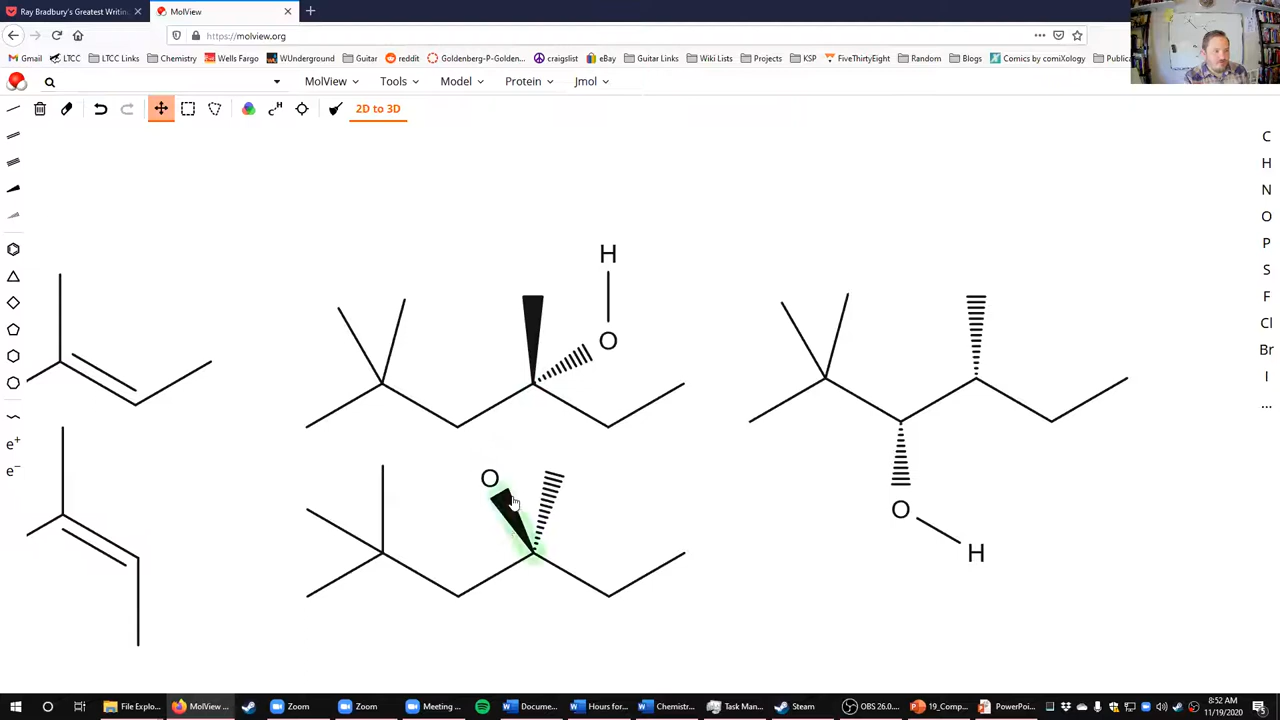 Ray Bradbury's Greatest Writin
MolView
https://molview.org
Gmail LTCC LTCC Links Chemistry Wells Fargo WUnderground Guitar reddit Goldenberg-P-Golden... craigslist eBay Guitar Links Wiki Lists Projects KSP FiveThirtyEight Random Blogs Comics by comiXology Publica
MolView Tools Model Protein Jmol
2D to 3D
C
H
N
O
P
S
F
Cl
Br
I
...
e+
e−
H
O
O
O
H
File Explo... MolView ... Zoom Zoom Meeting ... Docume... Hours for... Chemistr... Task Man... Steam OBS 26.0.... 19_Comp... PowerPoi...
8:52 AM
11/19/2020